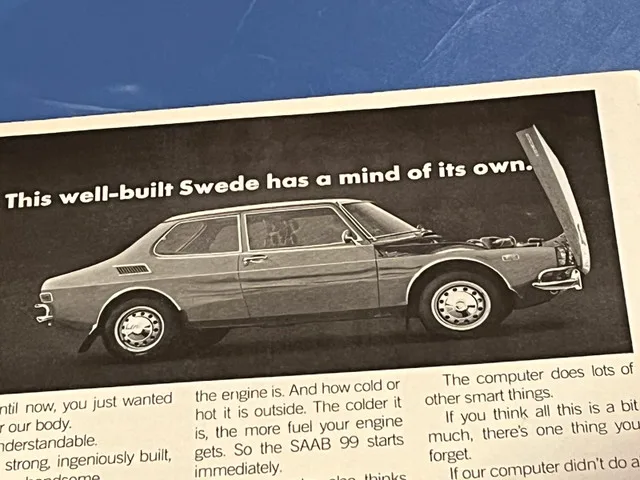 This well-built Swede has a mind of its own.
ntil now, you just wanted
r our body.
nderstandable.
strong, ingeniously built,
handsome
the engine is. And how cold or
hot it is outside. The colder it
is, the more fuel your engine
gets. So the SAAB 99 starts
immediately.
also thinks
The computer does lots of
other smart things.
If you think all this is a bit
much, there's one thing you
forget.
If our computer didn't do a